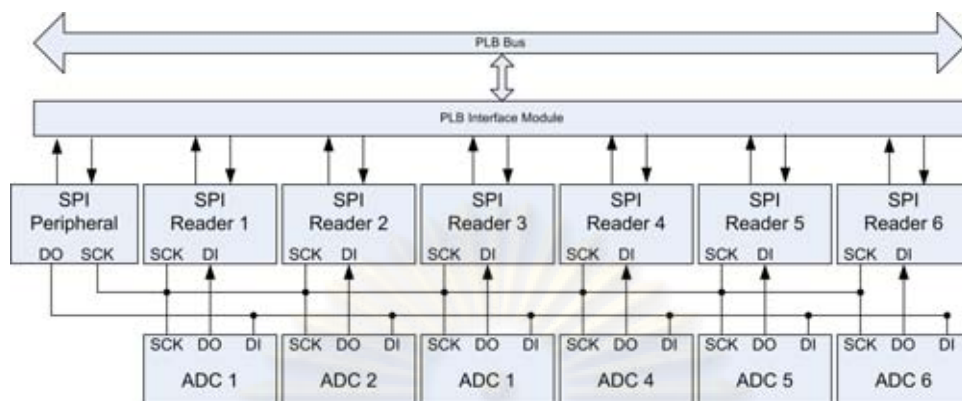 PLB Bus
PLB Interface Module
SPI Peripheral
SPI Reader 1
SPI Reader 2
SPI Reader 3
SPI Reader 4
SPI Reader 5
SPI Reader 6
DO SCK
SCK DI
SCK DI
SCK DI
SCK DI
SCK DI
SCK DI
SCK DO DI
SCK DO DI
SCK DO DI
SCK DO DI
SCK DO DI
SCK DO DI
ADC 1
ADC 2
ADC 1
ADC 4
ADC 5
ADC 6